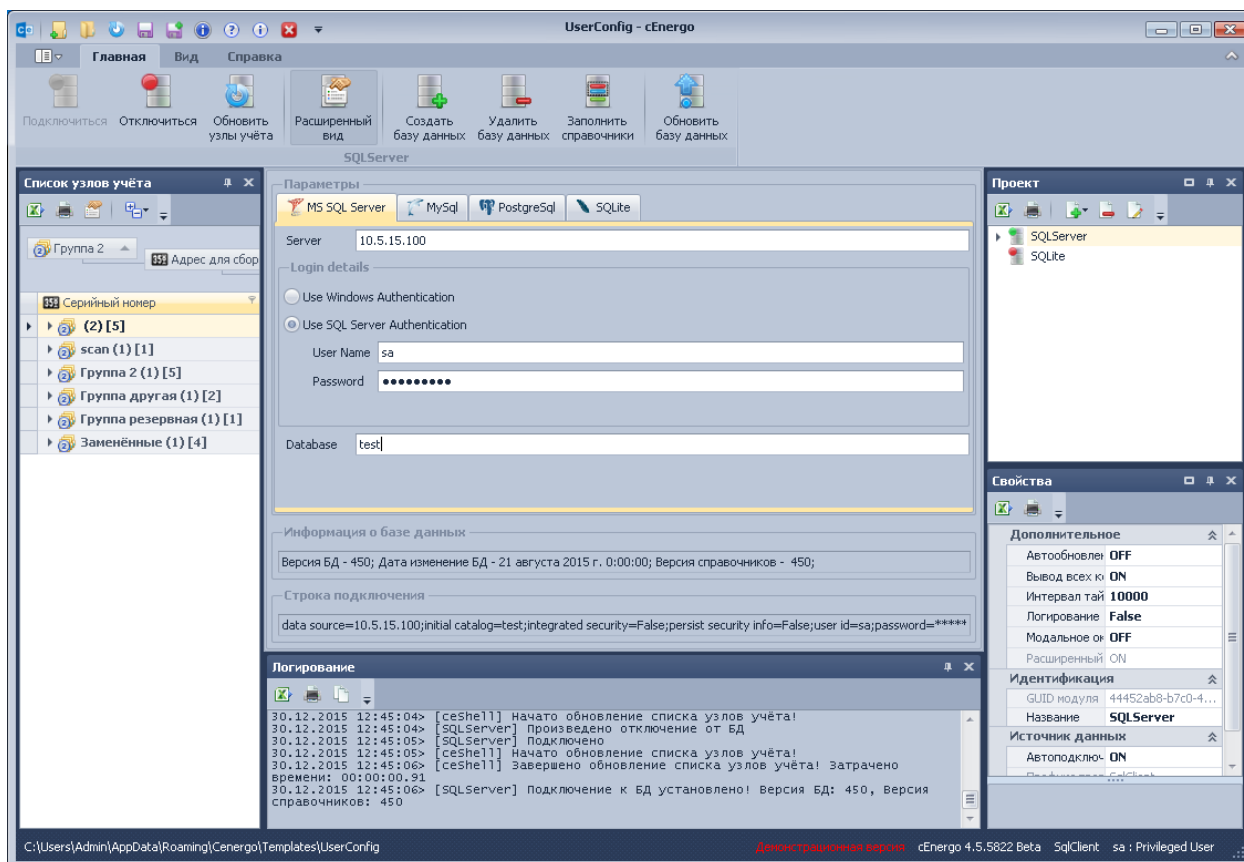 UserConfig - cEnergo
Главная Вид Справка
Подключиться Отключиться Обновить узлы учёта Расширенный вид Создать базу данных Удалить базу данных Заполнить справочники Обновить базу данных
SQLServer
Список узлов учёта
Группа 2
Адрес для сбор
Серийный номер
(2) [5]
scan (1) [1]
Группа 2 (1) [5]
Группа другая (1) [2]
Группа резервная (1) [1]
Заменённые (1) [4]
Параметры
MS SQL Server MySql PostgreSql SQLite
Server 10.5.15.100
Login details
Use Windows Authentication
Use SQL Server Authentication
User Name sa
Password •••••••••
Database test
Информация о базе данных
Версия БД - 450; Дата изменение БД - 21 августа 2015 г. 0:00:00; Версия справочников - 450;
Строка подключения
data source=10.5.15.100;initial catalog=test;integrated security=False;persist security info=False;user id=sa;password=*****
Логирование
30.12.2015 12:45:04> [ceShell] Начато обновление списка узлов учёта!
30.12.2015 12:45:04> [SQLServer] Произведено отключение от БД
30.12.2015 12:45:05> [SQLServer] Подключено
30.12.2015 12:45:05> [ceShell] Начато обновление списка узлов учёта!
30.12.2015 12:45:06> [ceShell] Завершено обновление списка узлов учёта! Затрачено
времени: 00:00:00.91
30.12.2015 12:45:06> [SQLServer] Подключение к БД установлено! Версия БД: 450, Версия
справочников: 450
Проект
SQLServer
SQLite
Свойства
Дополнительное
Автообновлен OFF
Вывод всех к ON
Интервал тай 10000
Логирование False
Модальное ок OFF
Расширенный ON
Идентификация
GUID модуля 44452ab8-b7c0-4...
Название SQLServer
Источник данных
Автоподключ ON
C:\Users\Admin\AppData\Roaming\Cenergo\Templates\UserConfig
Демонстрационная версия cEnergo 4.5.5822 Beta SqlClient sa : Privileged User